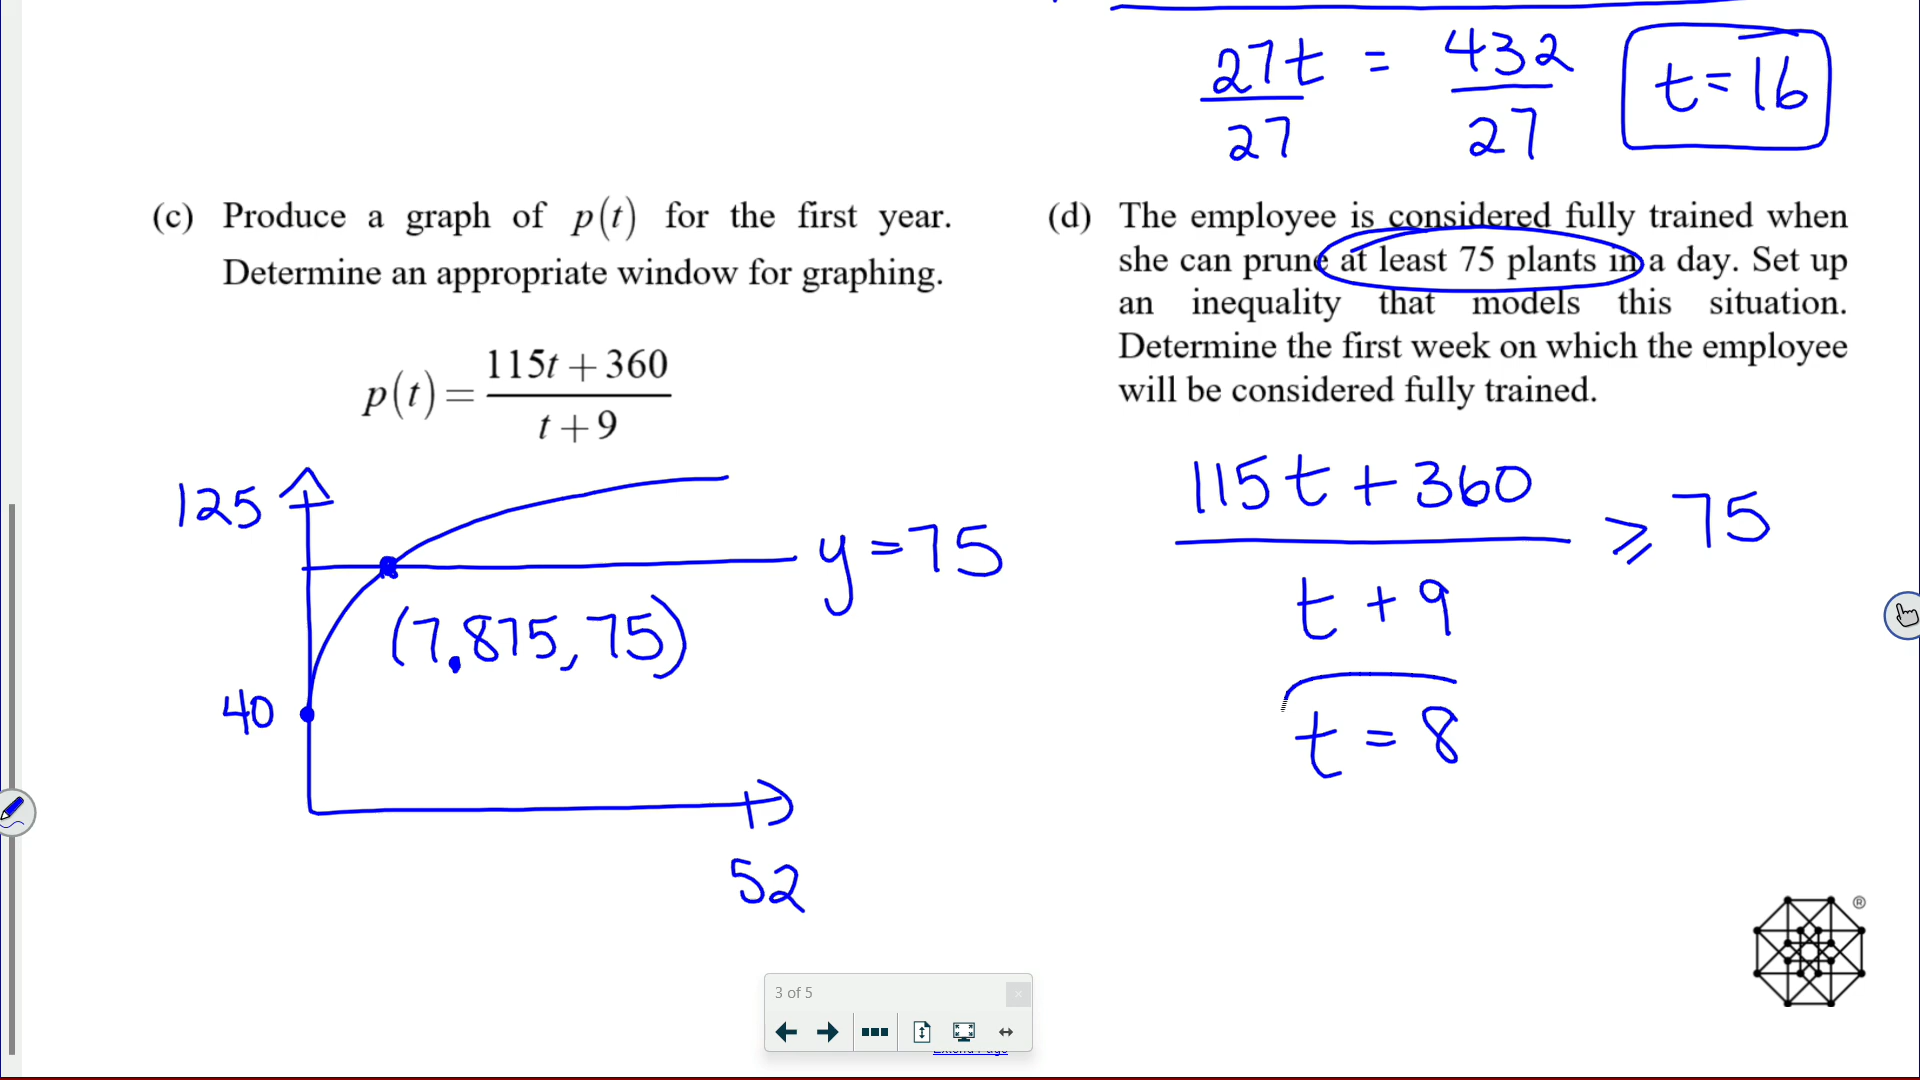 27t = 432
27 27
t = 16
(c) Produce a graph of p(t) for the first year.
Determine an appropriate window for graphing.
p(t) = 115t + 360
t + 9
125
y = 75
(7.875, 75)
40
52
(d) The employee is considered fully trained when
she can prune at least 75 plants in a day. Set up
an inequality that models this situation.
Determine the first week on which the employee
will be considered fully trained.
115t + 360
t + 9
≥ 75
t = 8
®
3 of 5